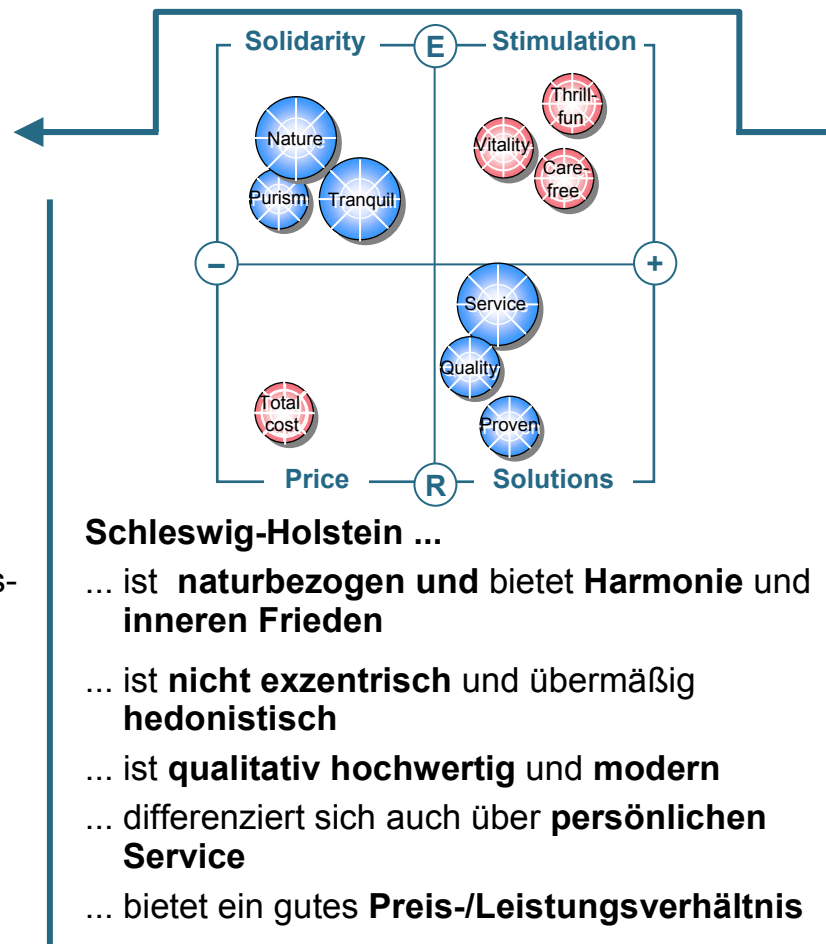 Solidarity E Stimulation
Thrill-
fun
Nature
Vitality
Care-
free
Purism Tranquil
– +
Service
Quality
Total
cost
Proven
Price R Solutions
Schleswig-Holstein ...
s-
... ist naturbezogen und bietet Harmonie und
inneren Frieden
... ist nicht exzentrisch und übermäßig
hedonistisch
... ist qualitativ hochwertig und modern
... differenziert sich auch über persönlichen
Service
... bietet ein gutes Preis-/Leistungsverhältnis